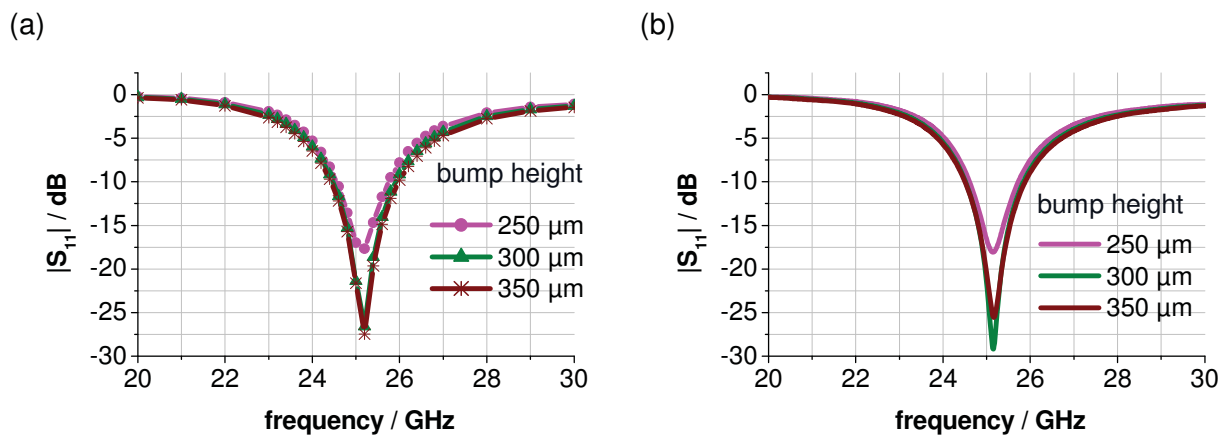 (a)
0
-5
-10
-15
-20
-25
-30
|S11| / dB
20 22 24 26 28 30
frequency / GHz
bump height
250 µm
300 µm
350 µm
(b)
0
-5
-10
-15
-20
-25
-30
|S11| / dB
20 22 24 26 28 30
frequency / GHz
bump height
250 µm
300 µm
350 µm